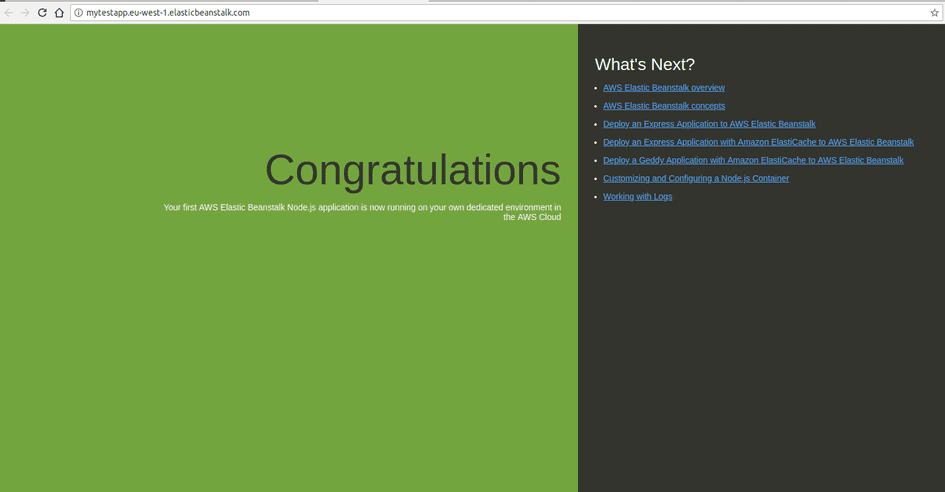 mytestapp.eu-west-1.elasticbeanstalk.com
Congratulations
Your first AWS Elastic Beanstalk Node.js application is now running on your own dedicated environment in
the AWS Cloud
What's Next?
AWS Elastic Beanstalk overview
AWS Elastic Beanstalk concepts
Deploy an Express Application to AWS Elastic Beanstalk
Deploy an Express Application with Amazon ElastiCache to AWS Elastic Beanstalk
Deploy a Geddy Application with Amazon ElastiCache to AWS Elastic Beanstalk
Customizing and Configuring a Node.js Container
Working with Logs